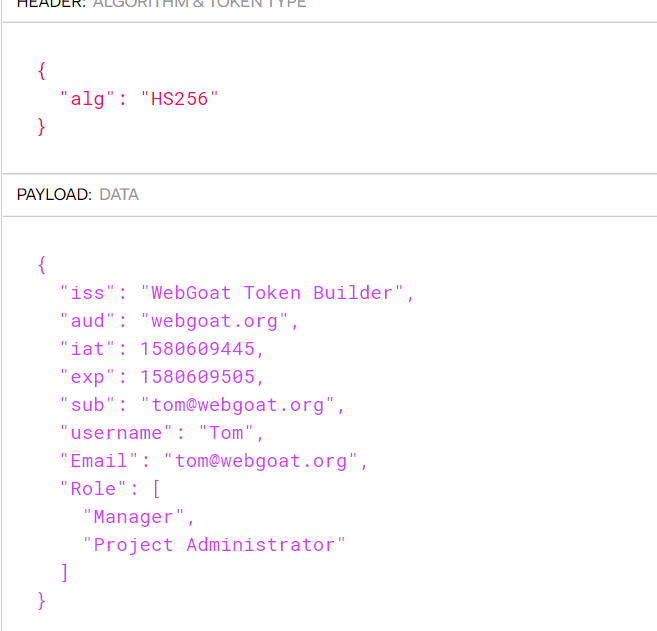 HEADER: ALGORITHM & TOKEN TYPE
{
"alg": "HS256"
}
PAYLOAD: DATA
{
"iss": "WebGoat Token Builder",
"aud": "webgoat.org",
"iat": 1580609445,
"exp": 1580609505,
"sub": "tom@webgoat.org",
"username": "Tom",
"Email": "tom@webgoat.org",
"Role": [
"Manager",
"Project Administrator"
]
}